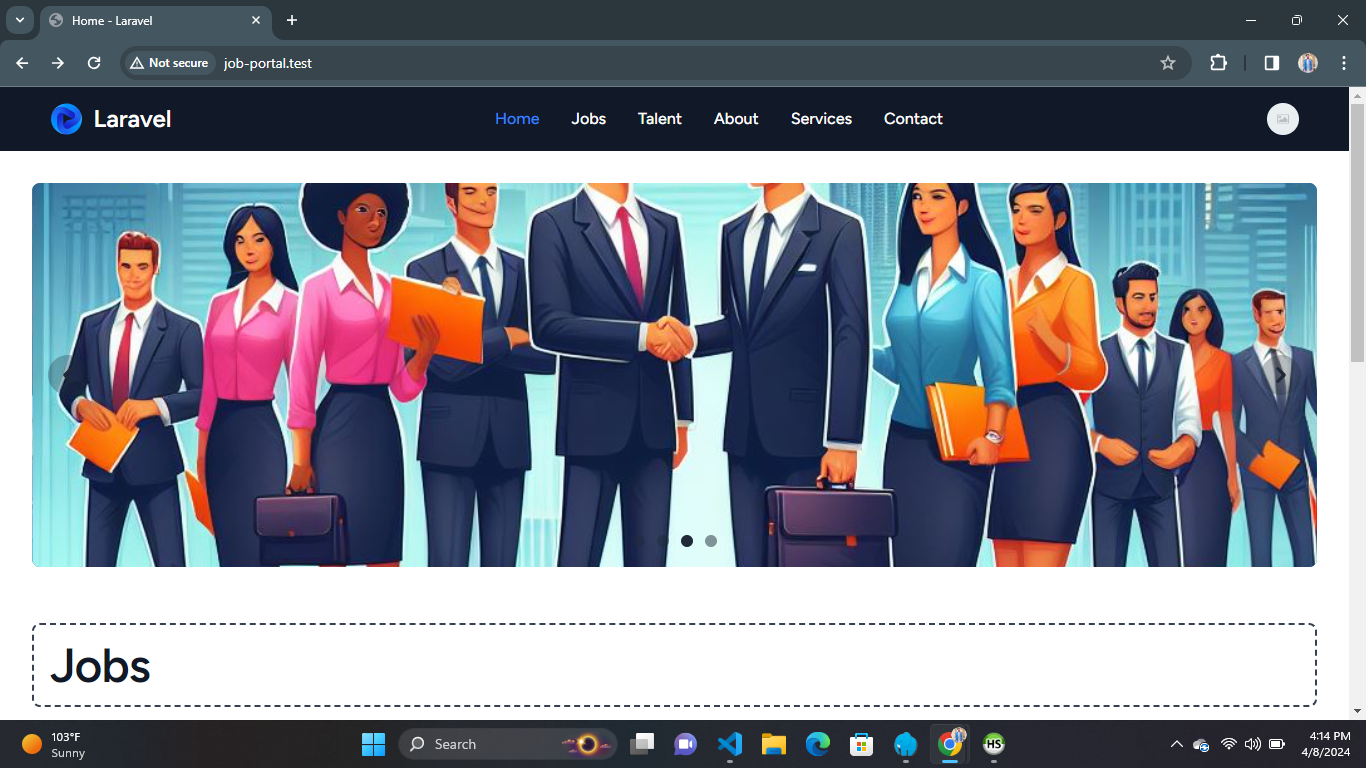 Home - Laravel
Not secure
job-portal.test
Laravel
Home
Jobs
Talent
About
Services
Contact
Jobs
103°F
Sunny
Search
HS
4:14 PM
4/8/2024